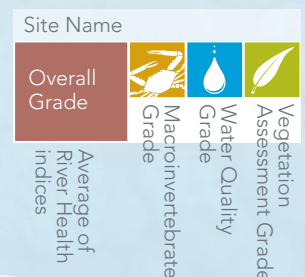 Site Name
Overall
Grade
Average of
River Health
indices
Macroinvertebrate
Grade
Water Quality
Grade
Vegetation
Assessment Grade